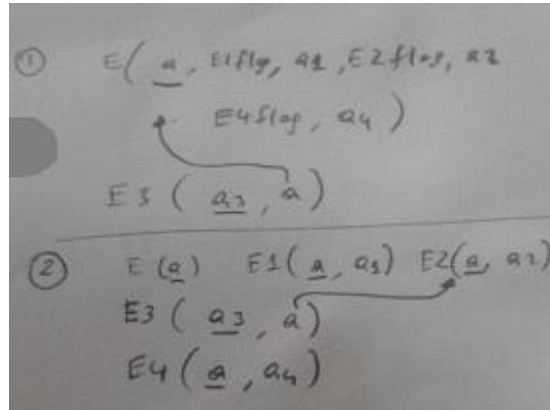 ① E( a, E1flg, a1, E2flag, a2
E4flag, a4 )
E3 ( a3, a )
② E (a) E1( a, a1) E2(a, a2)
E3 ( a3, a )
E4 ( a, a4 )